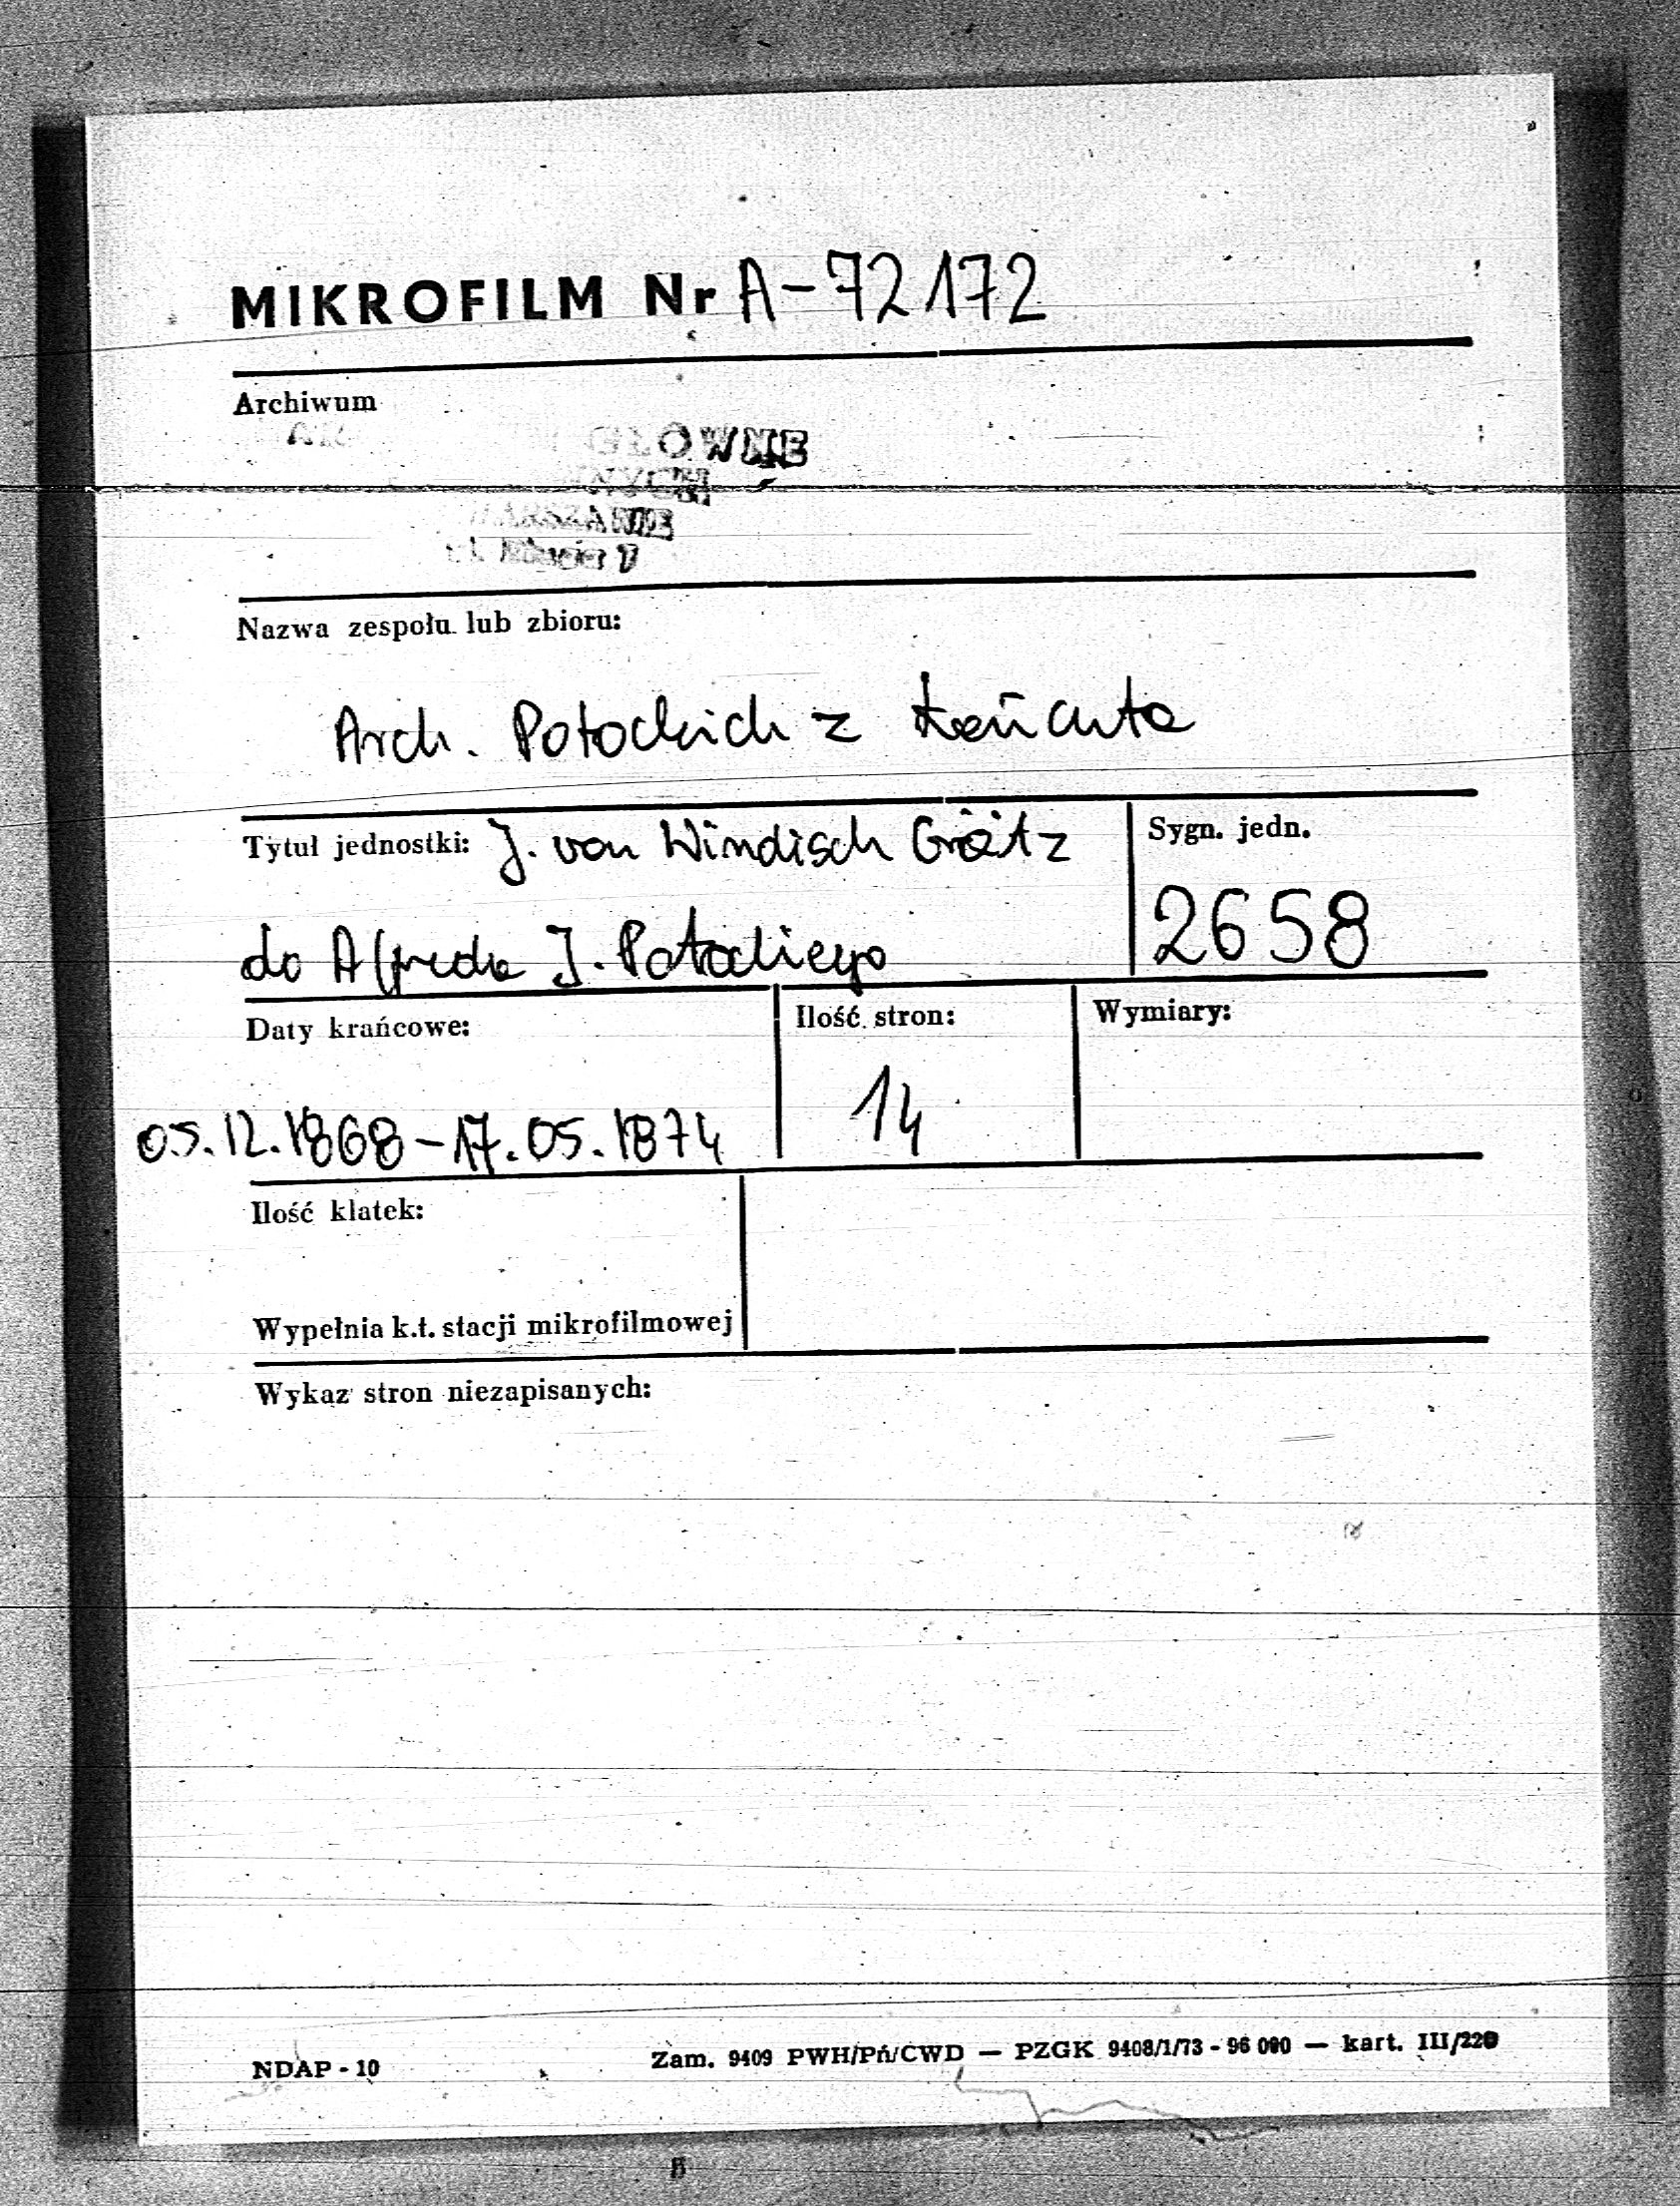 MIKROFILM Nr A-72172
Archiwum
GŁÓWNE
WARSZAWIE
Nazwa zespołu lub zbioru:
Arch. Potockich z Łańcuta
Tytuł jednostki: J. von Windisch Grätz
Sygn. jedn.
do Alfreda J. Potockiego
2658
Daty krańcowe:
Ilość stron:
Wymiary:
05.12.1868-17.05.1874
14
Ilość klatek:
Wypełnia k.t. stacji mikrofilmowej
Wykaz stron niezapisanych:
NDAP - 10
Zam. 9409 PWH/Pń/CWD — PZGK 9408/1/73 - 96 000 — kart. III/220